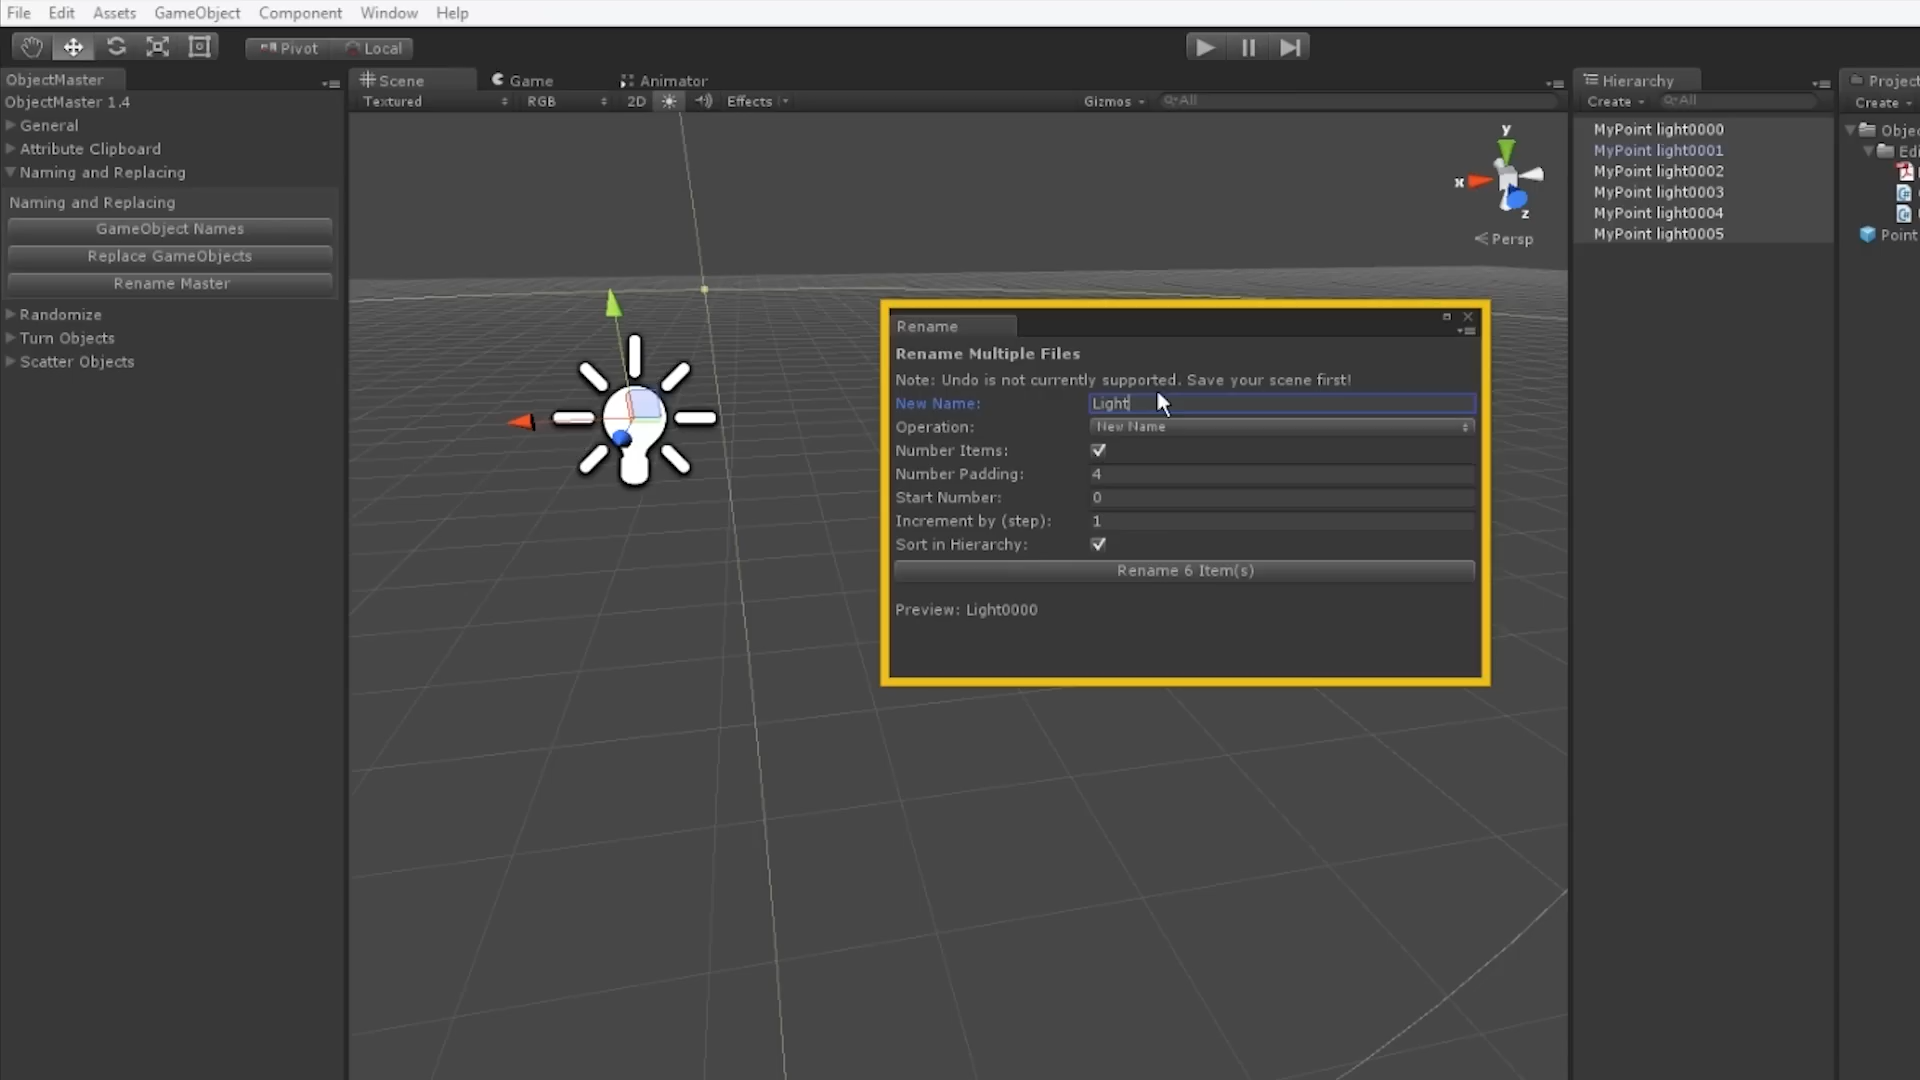 File Edit Assets GameObject Component Window Help
Pivot Local
ObjectMaster
ObjectMaster 1.4
General
Attribute Clipboard
Naming and Replacing
Naming and Replacing
GameObject Names
Replace GameObjects
Rename Master
Randomize
Turn Objects
Scatter Objects
Scene Game Animator
Textured RGB 2D Effects Gizmos All
y
x
z
Persp
Rename
Rename Multiple Files
Note: Undo is not currently supported. Save your scene first!
New Name: Light
Operation: New Name
Number Items:
Number Padding: 4
Start Number: 0
Increment by (step): 1
Sort in Hierarchy:
Rename 6 Item(s)
Preview: Light0000
Hierarchy
Create All
MyPoint light0000
MyPoint light0001
MyPoint light0002
MyPoint light0003
MyPoint light0004
MyPoint light0005
Project
Create
Objec
Edi
Point